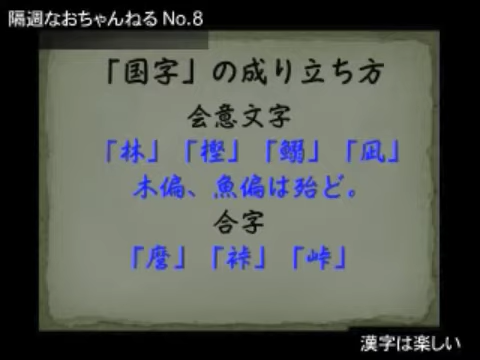 隔週なおちゃんねる No.8
「国字」の成り立ち方
会意文字
「林」「樫」「鰯」「凪」
木偏、魚偏は殆ど。
合字
「麿」「裃」「峠」
漢字は楽しい